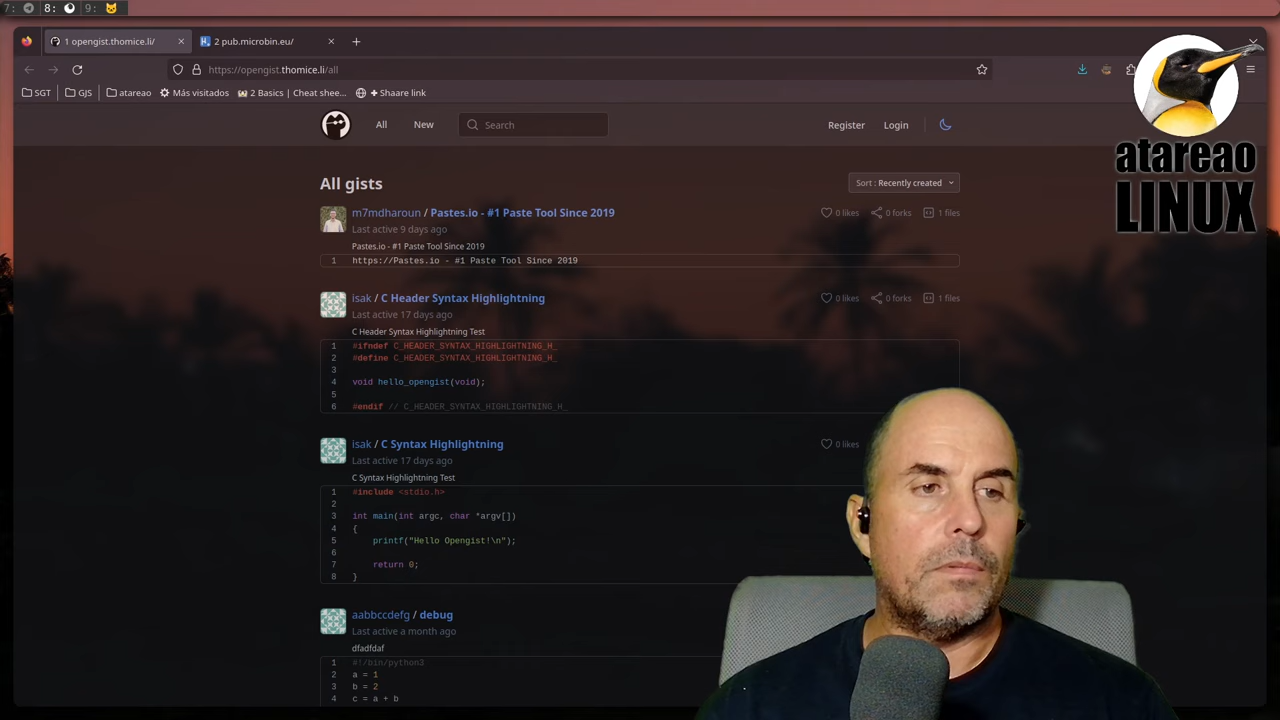 7: 8: 9:
1 opengist.thomice.li/ 2 pub.microbin.eu/
https://opengist.thomice.li/all
SGT GJS atareao Más visitados 2 Basics | Cheat shee... Shaare link
All New Search Register Login
atareao
LINUX
All gists
Sort : Recently created
m7mdharoun / Pastes.io - #1 Paste Tool Since 2019
0 likes 0 forks 1 files
Last active 9 days ago
Pastes.io - #1 Paste Tool Since 2019
1 https://Pastes.io - #1 Paste Tool Since 2019
isak / C Header Syntax Highlightning
0 likes 0 forks 1 files
Last active 17 days ago
C Header Syntax Highlightning Test
1 #ifndef C_HEADER_SYNTAX_HIGHLIGHTNING_H_
2 #define C_HEADER_SYNTAX_HIGHLIGHTNING_H_
3
4 void hello_opengist(void);
5
6 #endif // C_HEADER_SYNTAX_HIGHLIGHTNING_H_
isak / C Syntax Highlightning
0 likes
Last active 17 days ago
C Syntax Highlightning Test
1 #include <stdio.h>
2
3 int main(int argc, char *argv[])
4 {
5 printf("Hello Opengist!\n");
6
7 return 0;
8 }
aabbccdefg / debug
Last active a month ago
dfadfdaf
1 #!/bin/python3
2 a = 1
3 b = 2
4 c = a + b